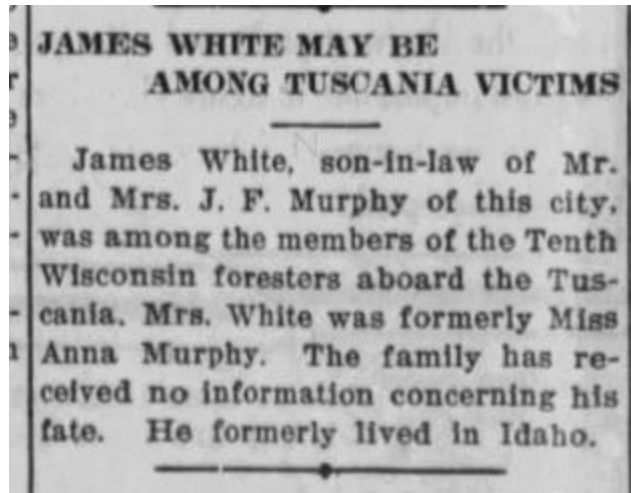 JAMES WHITE MAY BE
AMONG TUSCANIA VICTIMS
James White, son-in-law of Mr.
and Mrs. J. F. Murphy of this city,
was among the members of the Tenth
Wisconsin foresters aboard the Tus-
cania. Mrs. White was formerly Miss
Anna Murphy. The family has re-
ceived no information concerning his
fate. He formerly lived in Idaho.